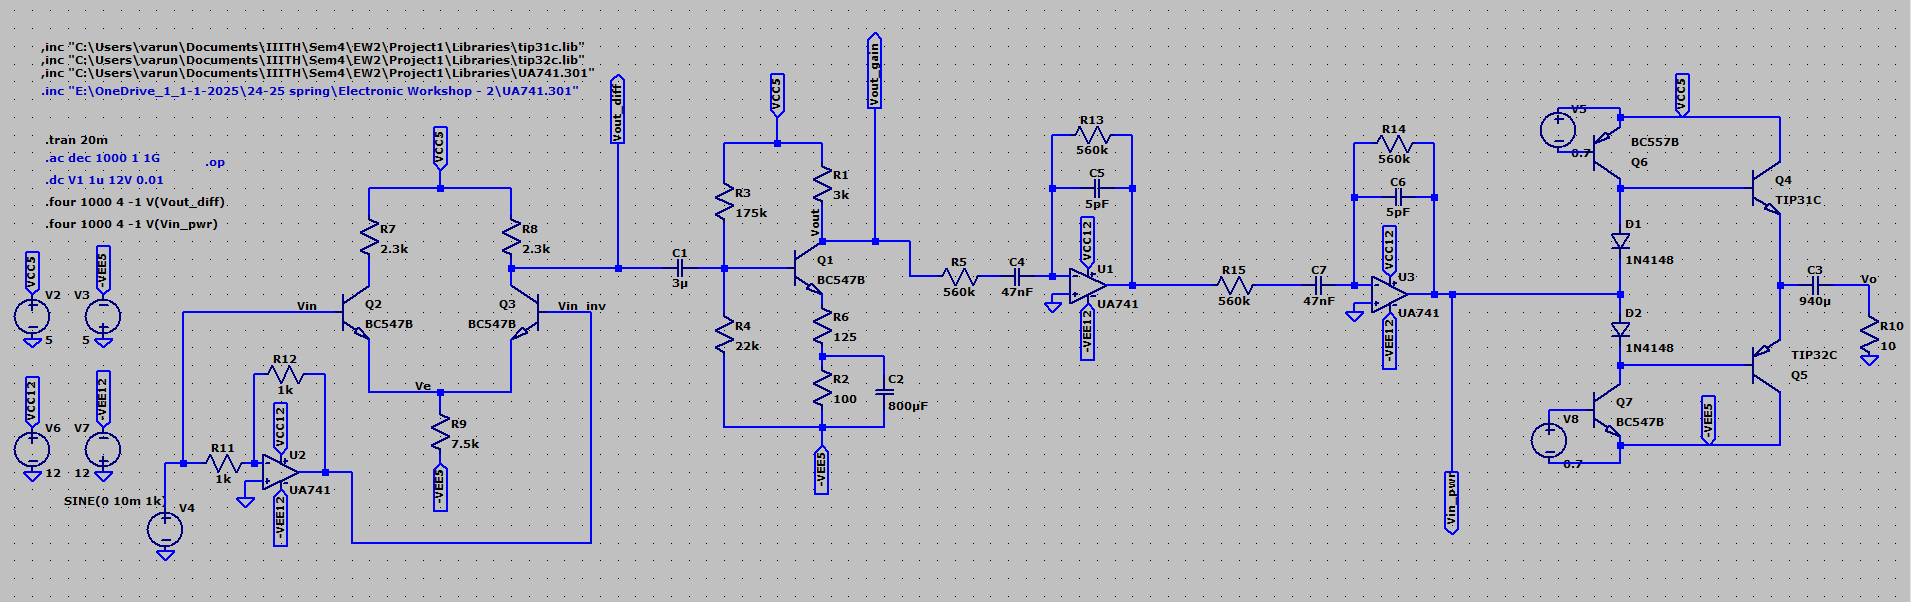 ,inc "C:\Users\varun\Documents\IIITH\Sem4\EW2\Project1\Libraries\tip31c.lib"
,inc "C:\Users\varun\Documents\IIITH\Sem4\EW2\Project1\Libraries\tip32c.lib"
,inc "C:\Users\varun\Documents\IIITH\Sem4\EW2\Project1\Libraries\UA741.301"
.inc "E:\OneDrive_1_1-1-2025\24-25 spring\Electronic Workshop - 2\UA741.301"
.tran 20m
.ac dec 1000 1 1G
.op
.dc V1 1u 12V 0.01
.four 1000 4 -1 V(Vout_diff)
.four 1000 4 -1 V(Vin_pwr)
VCC5
V2
5
-VEE5
V3
5
VCC12
V6
12
-VEE12
V7
12
SINE(0 10m 1k)
V4
Vin
R11
1k
R12
1k
VCC12
U2
UA741
-VEE12
VCC5
R7
2.3k
R8
2.3k
Q2
BC547B
Q3
BC547B
Vin_inv
Ve
R9
7.5k
-VEE5
Vout_diff
C1
3µ
VCC5
R3
175k
R4
22k
R1
3k
Vout
Vout_gain
Q1
BC547B
R6
125
R2
100
C2
800µF
-VEE5
R5
560k
C4
47nF
R13
560k
C5
5pF
VCC12
U1
UA741
-VEE12
R15
560k
C7
47nF
R14
560k
C6
5pF
VCC12
U3
UA741
-VEE12
Vin_pwr
V5
0.7
BC557B
Q6
VCC5
Q4
TIP31C
D1
1N4148
D2
1N4148
TIP32C
Q5
Q7
BC547B
V8
0.7
-VEE5
C3
940µ
Vo
R10
10